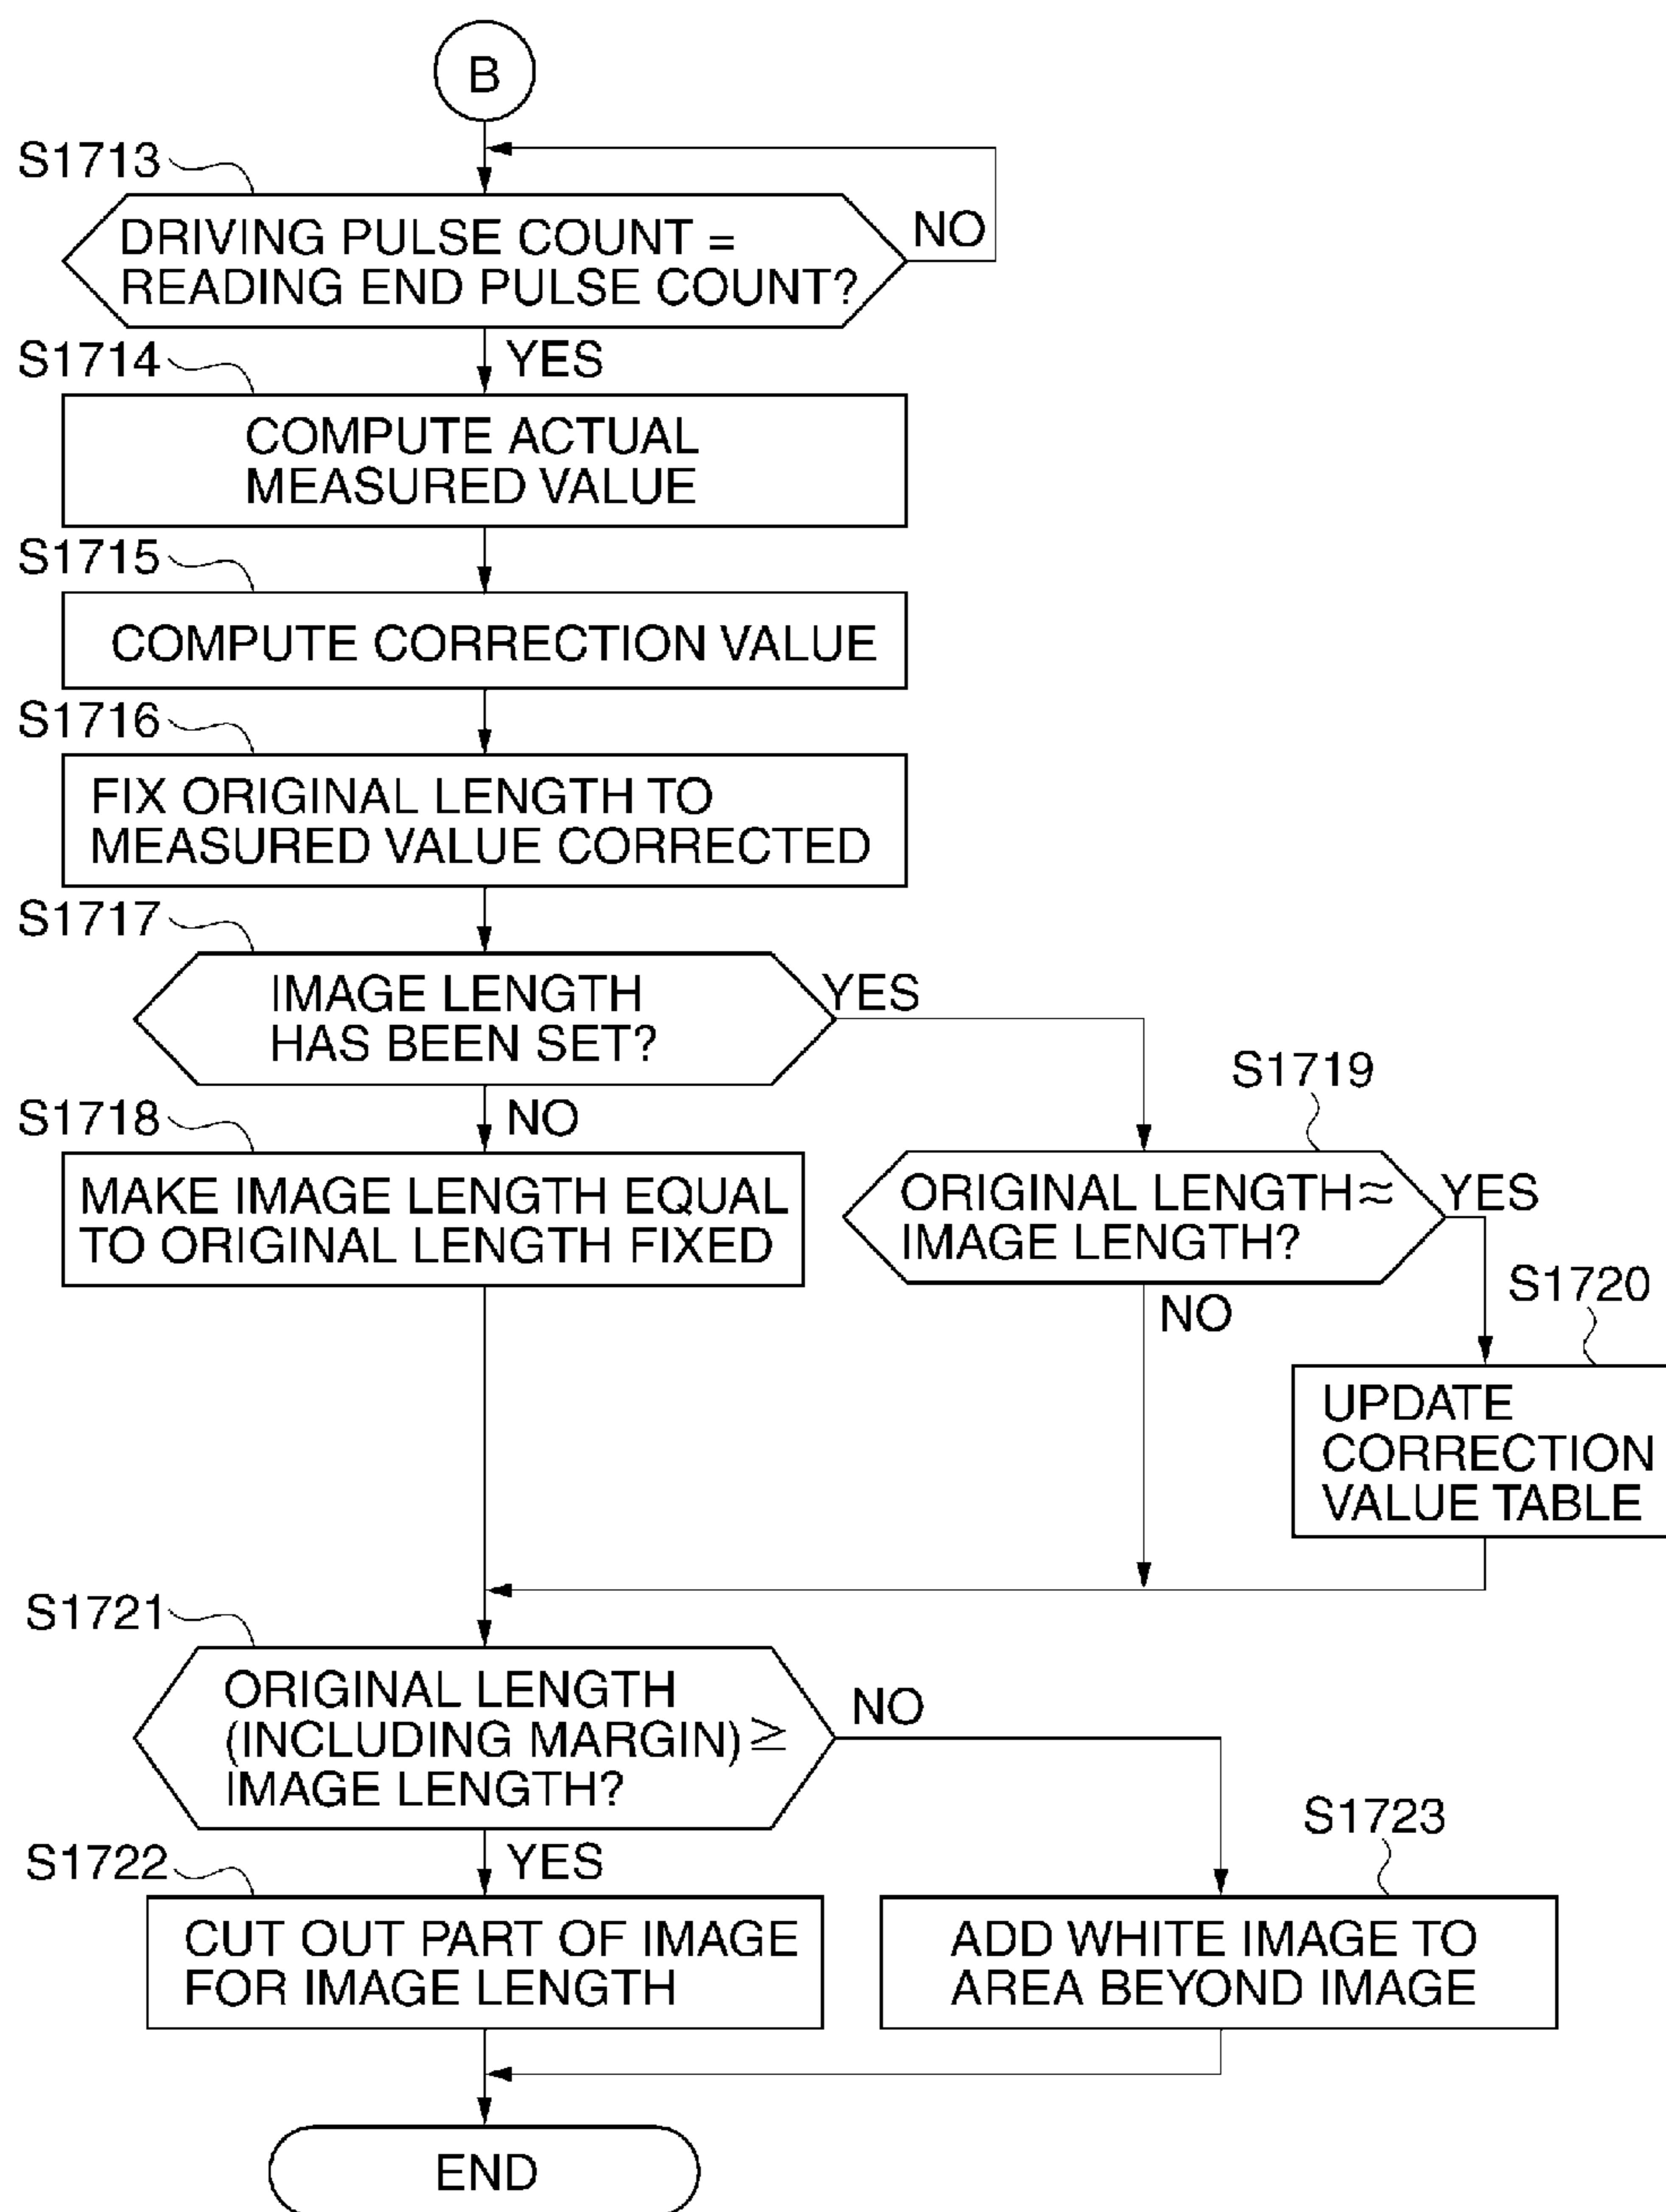 B
S1713
DRIVING PULSE COUNT =
READING END PULSE COUNT?
NO
S1714
YES
COMPUTE ACTUAL
MEASURED VALUE
S1715
COMPUTE CORRECTION VALUE
S1716
FIX ORIGINAL LENGTH TO
MEASURED VALUE CORRECTED
S1717
IMAGE LENGTH
HAS BEEN SET?
YES
S1718
NO
MAKE IMAGE LENGTH EQUAL
TO ORIGINAL LENGTH FIXED
S1719
ORIGINAL LENGTH≈
IMAGE LENGTH?
YES
NO
S1720
UPDATE
CORRECTION
VALUE TABLE
S1721
ORIGINAL LENGTH
(INCLUDING MARGIN)≥
IMAGE LENGTH?
NO
S1722
YES
CUT OUT PART OF IMAGE
FOR IMAGE LENGTH
S1723
ADD WHITE IMAGE TO
AREA BEYOND IMAGE
END